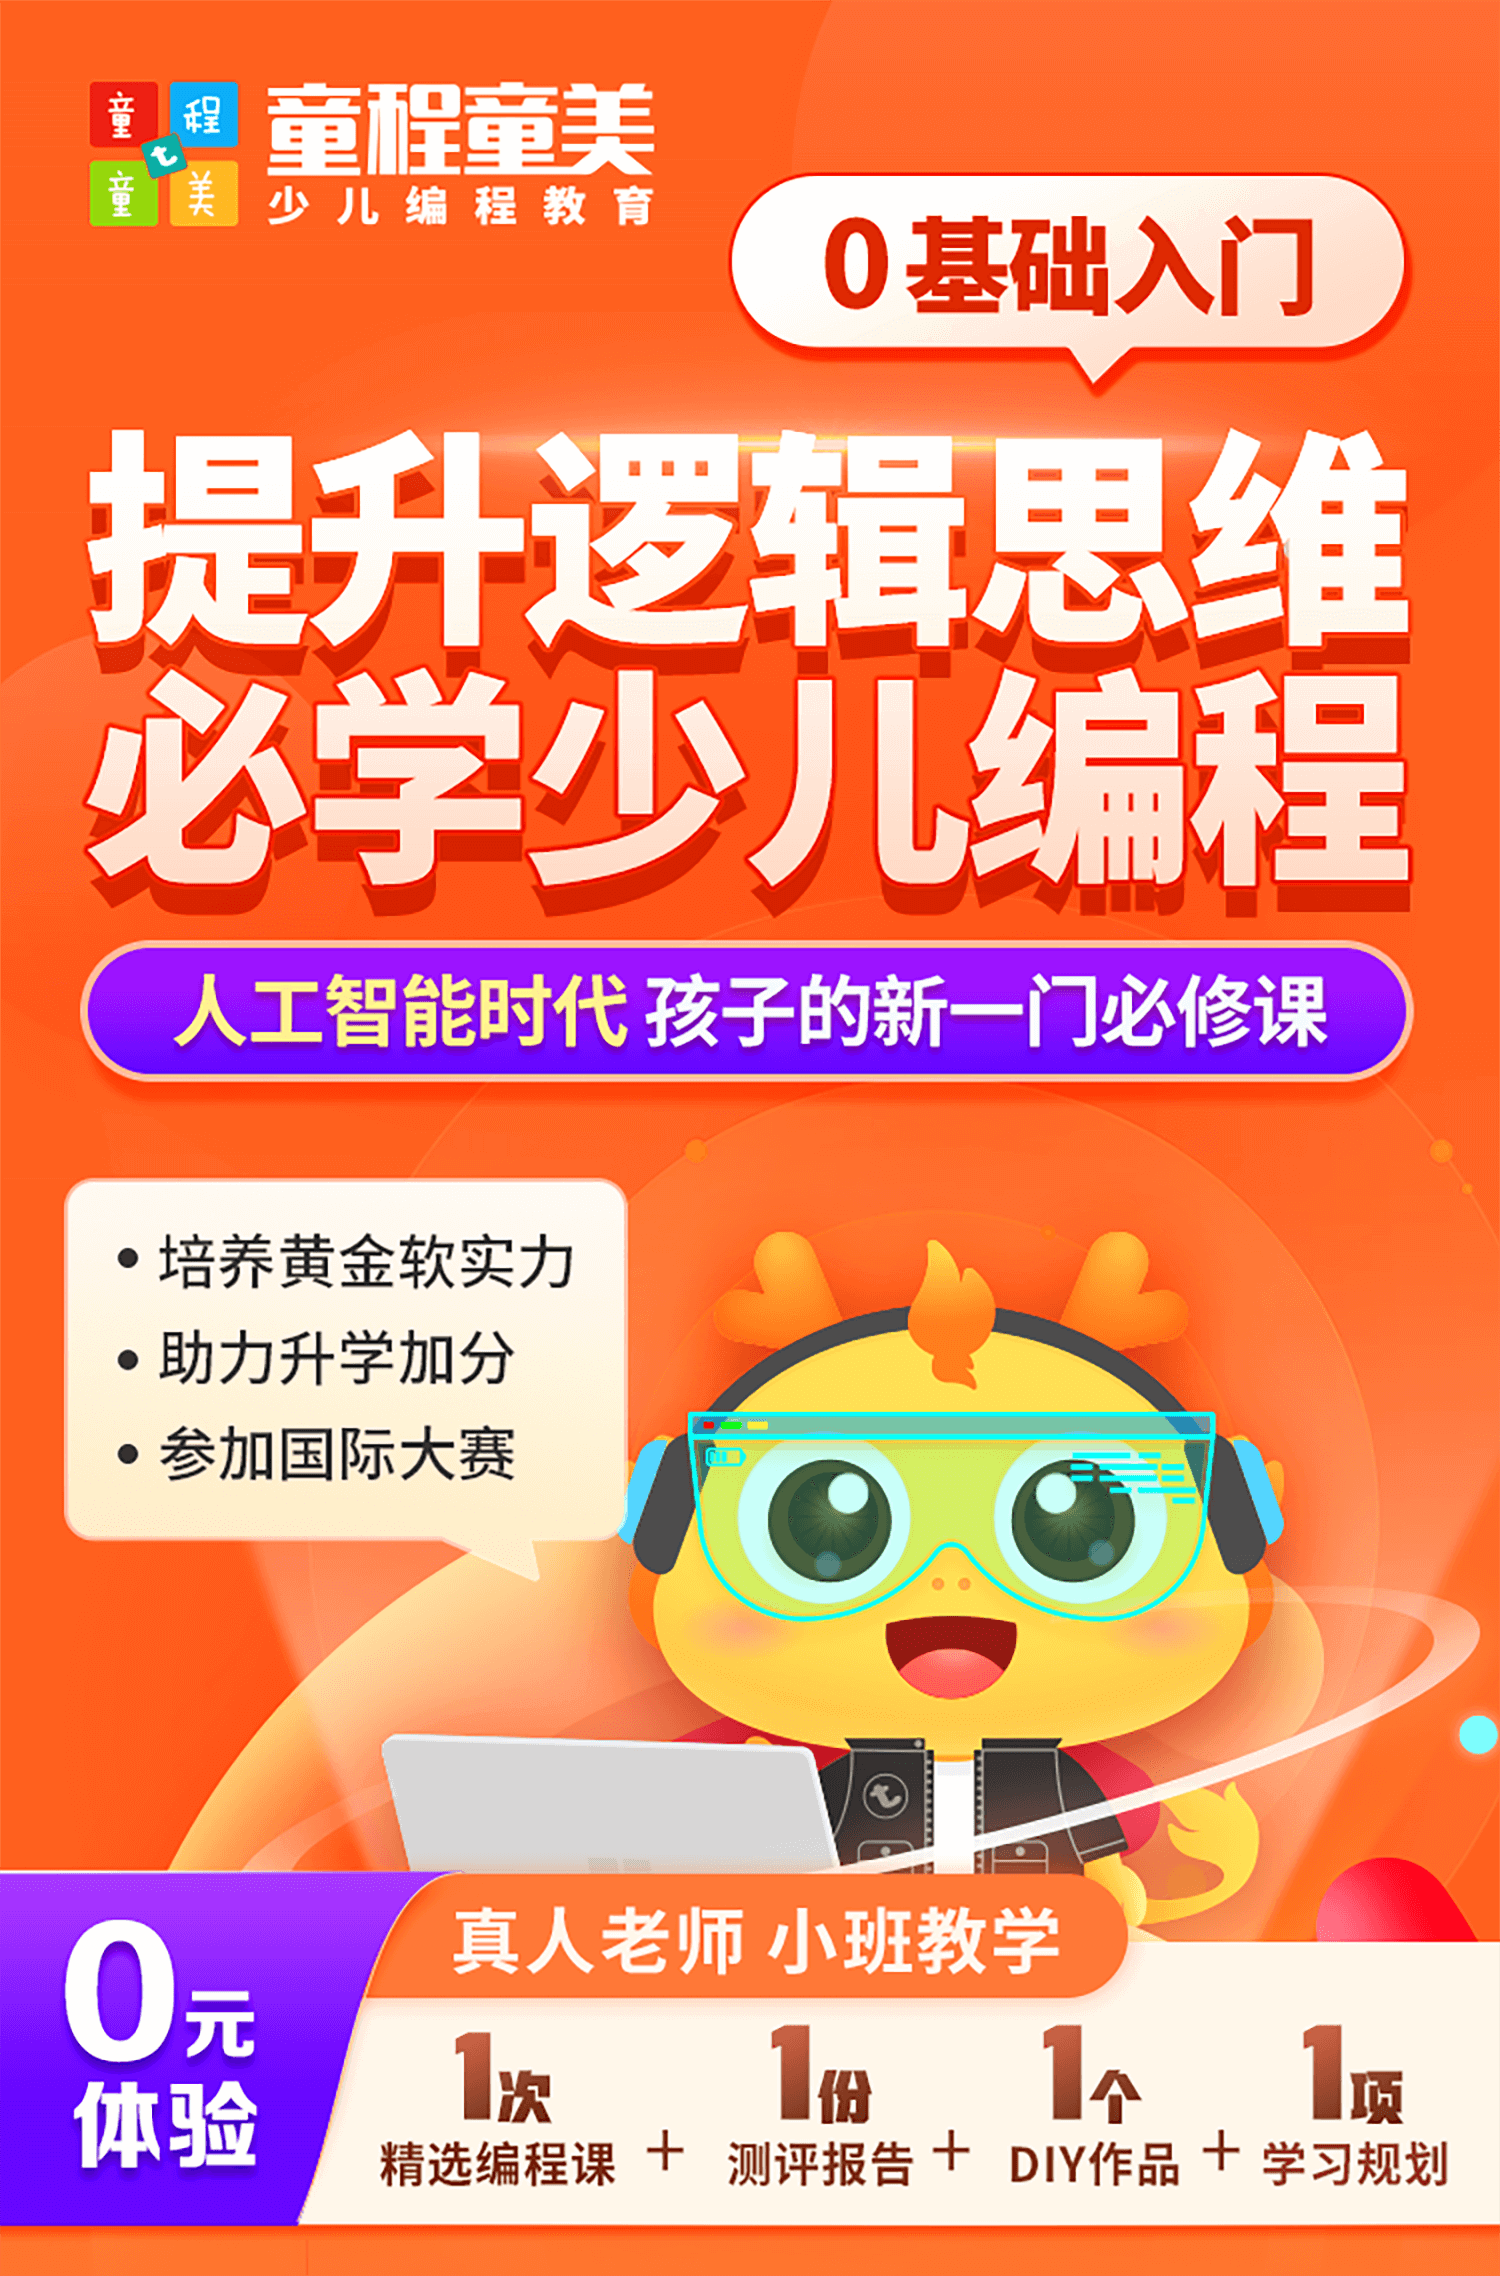 童程
t
童美
童程童美
少儿编程教育
0基础入门
提升逻辑思维
必学少儿编程
人工智能时代 孩子的新一门必修课
• 培养黄金软实力
• 助力升学加分
• 参加国际大赛
t
0元
体验
真人老师 小班教学
1次 1份 1个 1项
精选编程课 + 测评报告 + DIY作品 + 学习规划